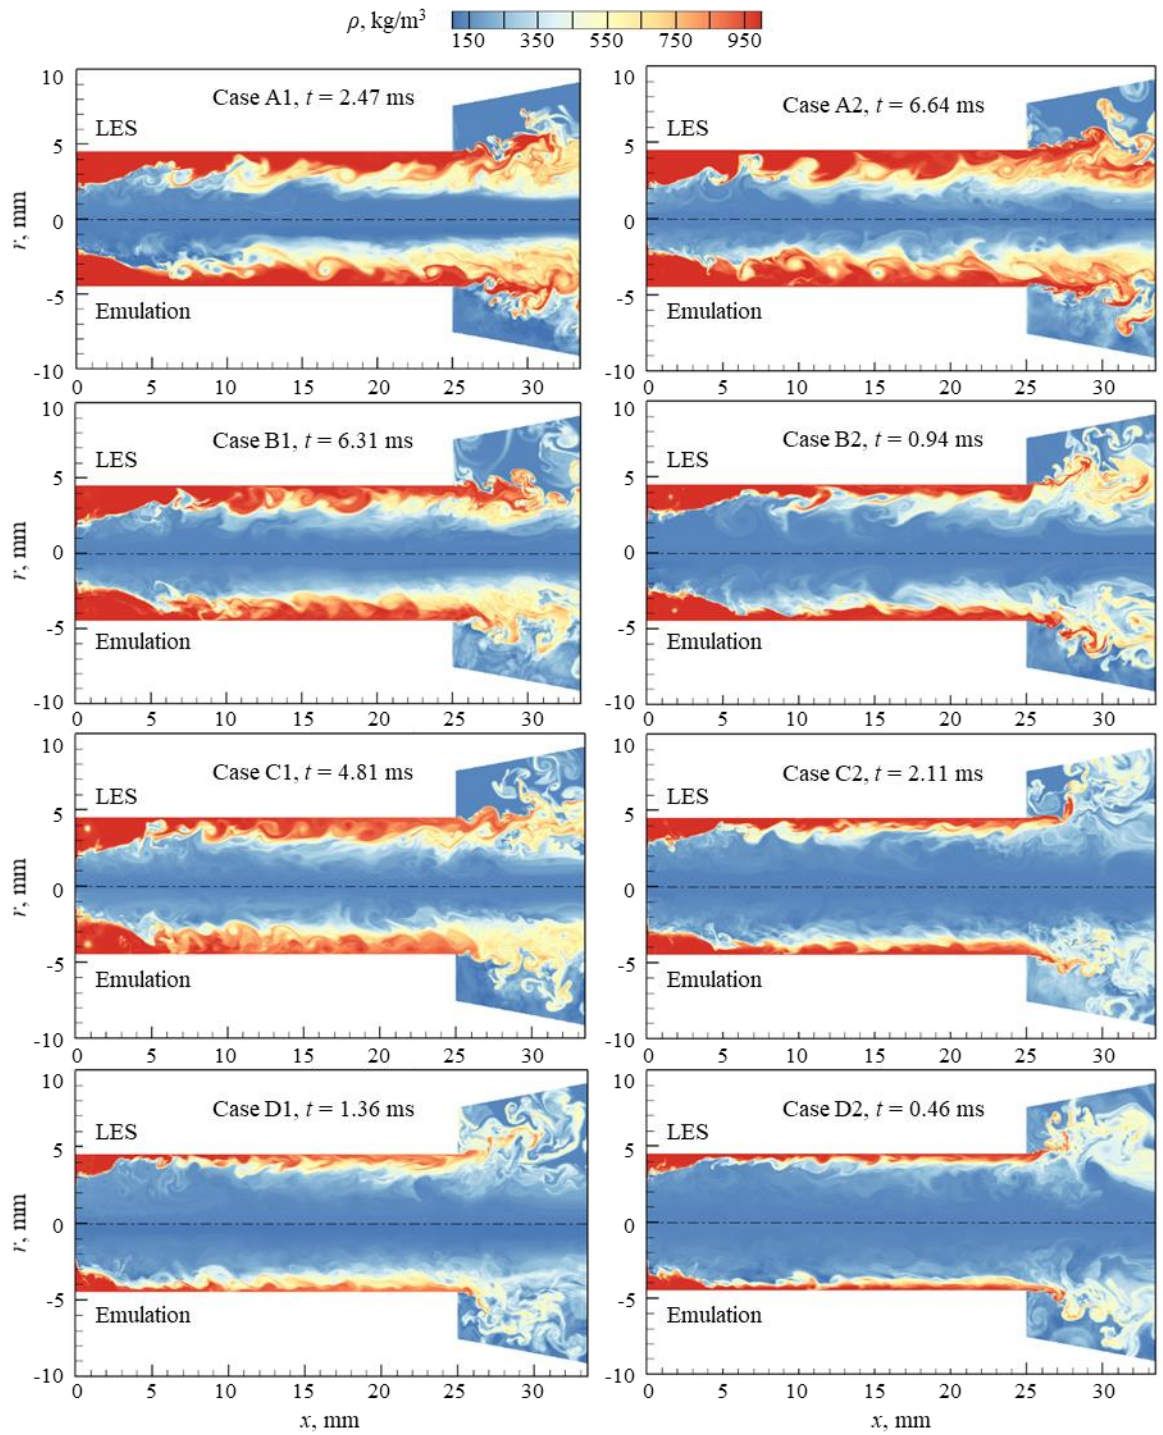 ρ, kg/m³
150 350 550 750 950
10 5 0 -5 -10
r, mm
Case A1, t = 2.47 ms
LES
Emulation
0 5 10 15 20 25 30
10 5 0 -5 -10
Case A2, t = 6.64 ms
LES
Emulation
0 5 10 15 20 25 30
10 5 0 -5 -10
r, mm
Case B1, t = 6.31 ms
LES
Emulation
0 5 10 15 20 25 30
10 5 0 -5 -10
Case B2, t = 0.94 ms
LES
Emulation
0 5 10 15 20 25 30
10 5 0 -5 -10
r, mm
Case C1, t = 4.81 ms
LES
Emulation
0 5 10 15 20 25 30
10 5 0 -5 -10
Case C2, t = 2.11 ms
LES
Emulation
0 5 10 15 20 25 30
10 5 0 -5 -10
r, mm
Case D1, t = 1.36 ms
LES
Emulation
0 5 10 15 20 25 30
x, mm
10 5 0 -5 -10
Case D2, t = 0.46 ms
LES
Emulation
0 5 10 15 20 25 30
x, mm